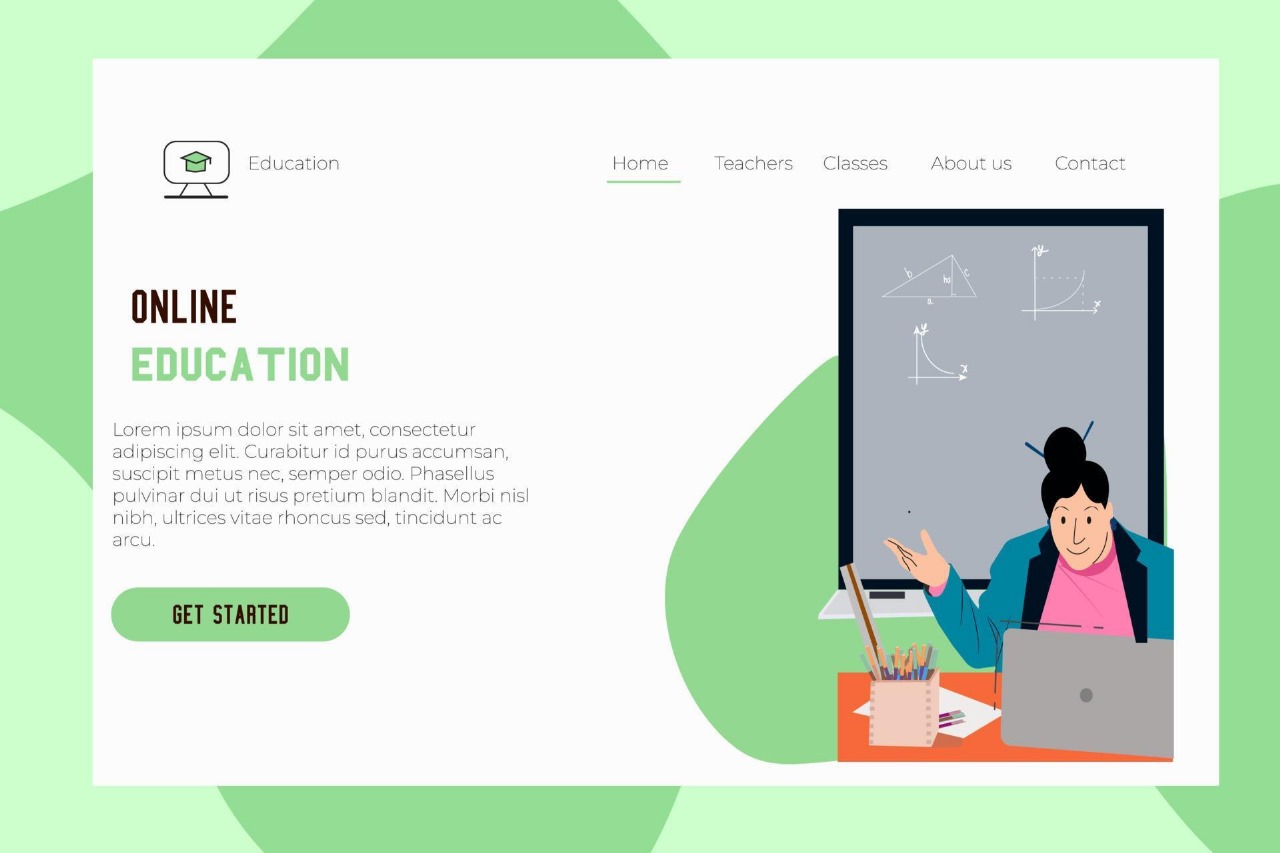 Education
Home Teachers Classes About us Contact
ONLINE
EDUCATION
Lorem ipsum dolor sit amet, consectetur
adipiscing elit. Curabitur id purus accumsan,
suscipit metus nec, semper odio. Phasellus
pulvinar dui ut risus pretium blandit. Morbi nisl
nibh, ultrices vitae rhoncus sed, tincidunt ac
arcu.
GET STARTED
b
c
ha
a
y
x
y
x